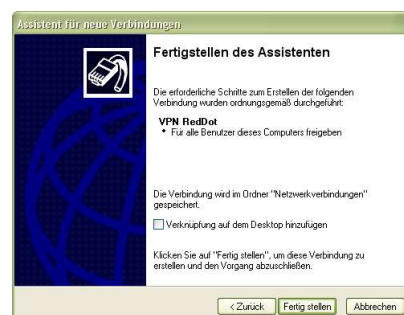 Assistent für neue Verbindungen
Fertigstellen des Assistenten
Die erforderliche Schritte zum Erstellen der folgenden
Verbindung wurden ordnungsgemäß durchgeführt:
VPN RedDot
• Für alle Benutzer dieses Computers freigeben
Die Verbindung wird im Ordner "Netzwerkverbindungen"
gespeichert.
Verknüpfung auf dem Desktop hinzufügen
Klicken Sie auf "Fertig stellen", um diese Verbindung zu
erstellen und den Vorgang abzuschließen.
< Zurück Fertig stellen Abbrechen